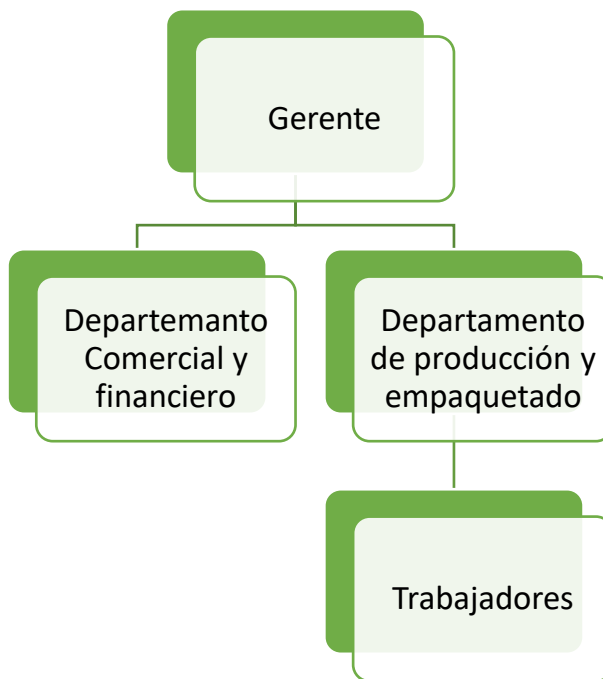 Gerente
Departemanto
Comercial y
financiero
Departamento
de producción y
empaquetado
Trabajadores